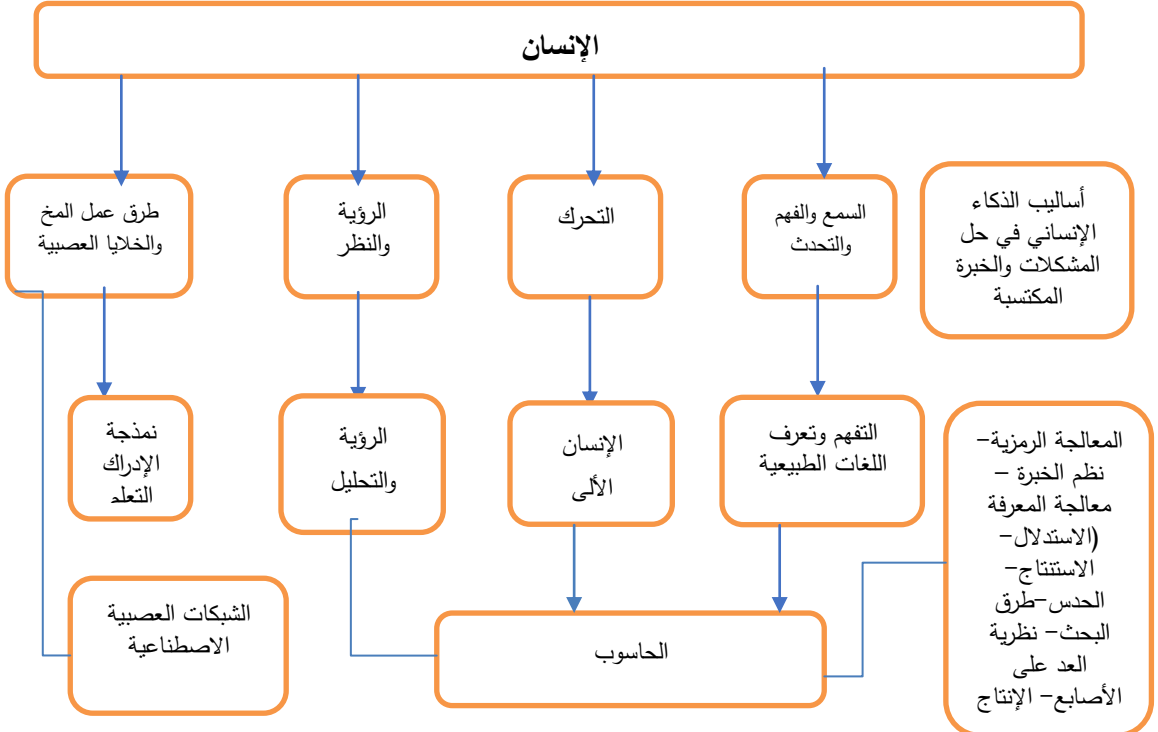 الإنسان
أساليب الذكاء
الإنساني في حل
المشكلات والخبرة
المكتسبة
السمع والفهم
والتحدث
التحرك
الرؤية
والنظر
طرق عمل المخ
والخلايا العصبية
المعالجة الرمزية–
نظم الخبرة –
معالجة المعرفة
(الاستدلال–
الاستنتاج–
الحدس–طرق
البحث– نظرية
العد على
الأصابع– الإنتاج
التفهم وتعرف
اللغات الطبيعية
الإنسان
الألى
الرؤية
والتحليل
نمذجة
الإدراك
التعلم
الحاسوب
الشبكات العصبية
الاصطناعية